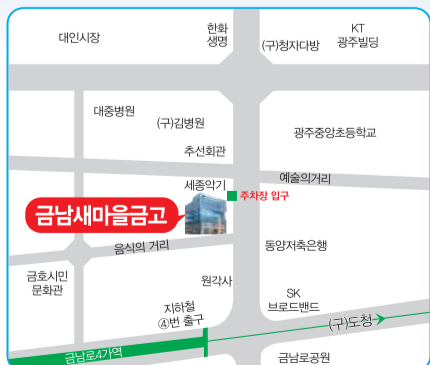 대인시장
한화
생명
(구)청자다방
KT
광주빌딩
대중병원
(구)김병원
광주중앙초등학교
추선회관
예술의거리
세종악기
주차장 입구
금남새마을금고
음식의 거리
동양저축은행
금호시민
문화관
원각사
SK
브로드밴드
지하철
④번 출구
(구)도청
금남로4가역
금남로공원